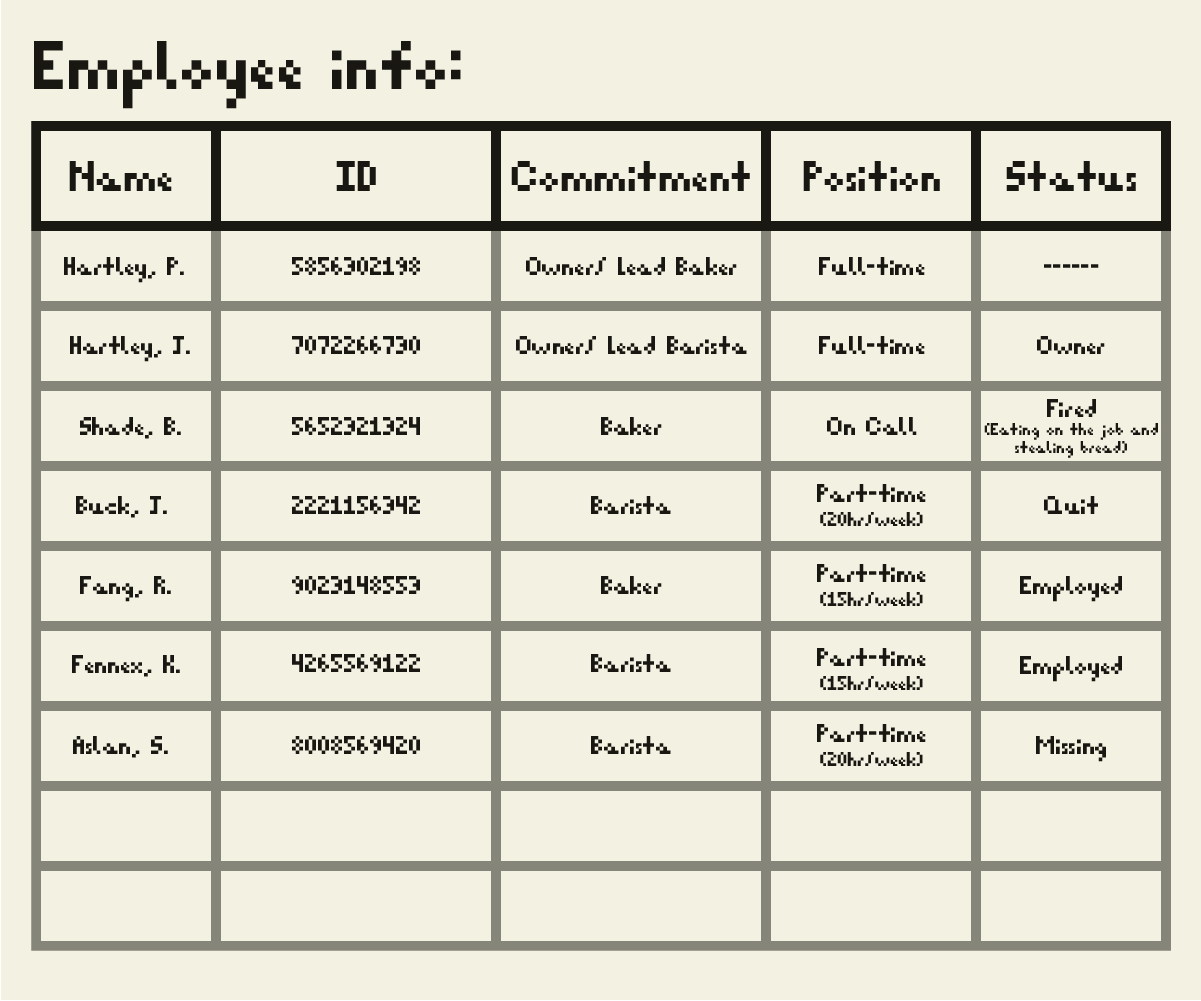 Employee info:
Name ID Commitment Position Status
Hartley, P. 5856302198 Owner/ Lead Baker Full-time ------
Hartley, J. 7072266730 Owner/ Lead Barista Full-time Owner
Shade, B. 5652321324 Baker On Call Fired
(Eating on the job and
stealing bread)
Buck, J. 2221156342 Barista Part-time Quit
(20hr/week)
Fang, R. 9023148553 Baker Part-time Employed
(15hr/week)
Fennex, K. 4265569122 Barista Part-time Employed
(15hr/week)
Aslan, S. 8008569420 Barista Part-time Missing
(20hr/week)